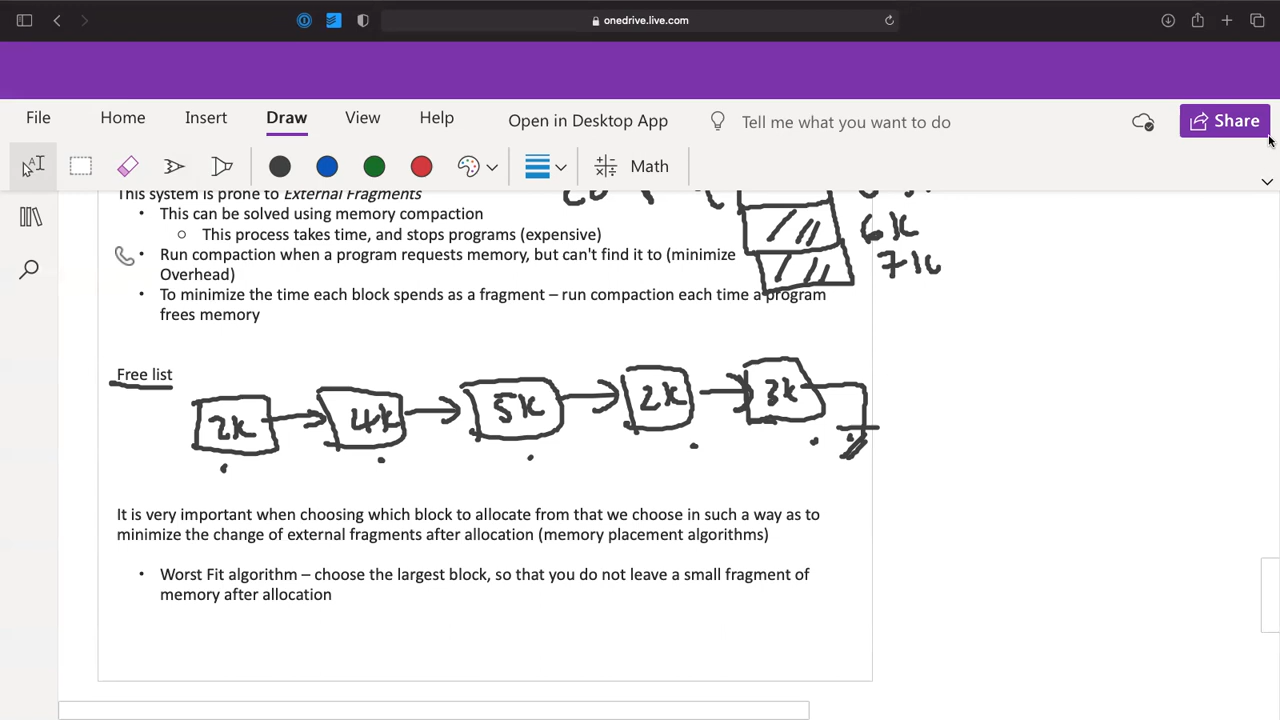 onedrive.live.com
File Home Insert Draw View Help Open in Desktop App Tell me what you want to do Share
Math
This system is prone to External Fragments
• This can be solved using memory compaction
○ This process takes time, and stops programs (expensive)
• Run compaction when a program requests memory, but can't find it to (minimize
Overhead)
• To minimize the time each block spends as a fragment – run compaction each time a program
frees memory
6K
7K
Free list
2K 4K 5K 2K 3K
It is very important when choosing which block to allocate from that we choose in such a way as to
minimize the change of external fragments after allocation (memory placement algorithms)
• Worst Fit algorithm – choose the largest block, so that you do not leave a small fragment of
memory after allocation